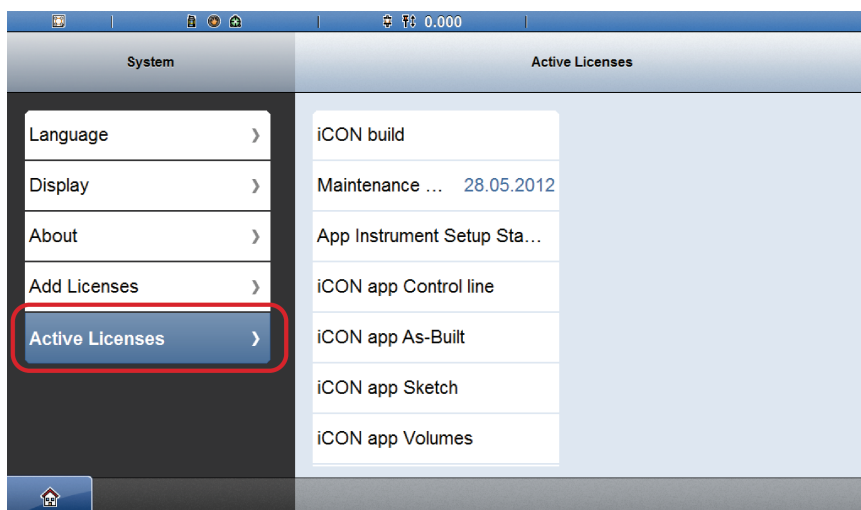 0.000
System
Active Licenses
Language
Display
About
Add Licenses
Active Licenses
iCON build
Maintenance … 28.05.2012
App Instrument Setup Sta…
iCON app Control line
iCON app As-Built
iCON app Sketch
iCON app Volumes